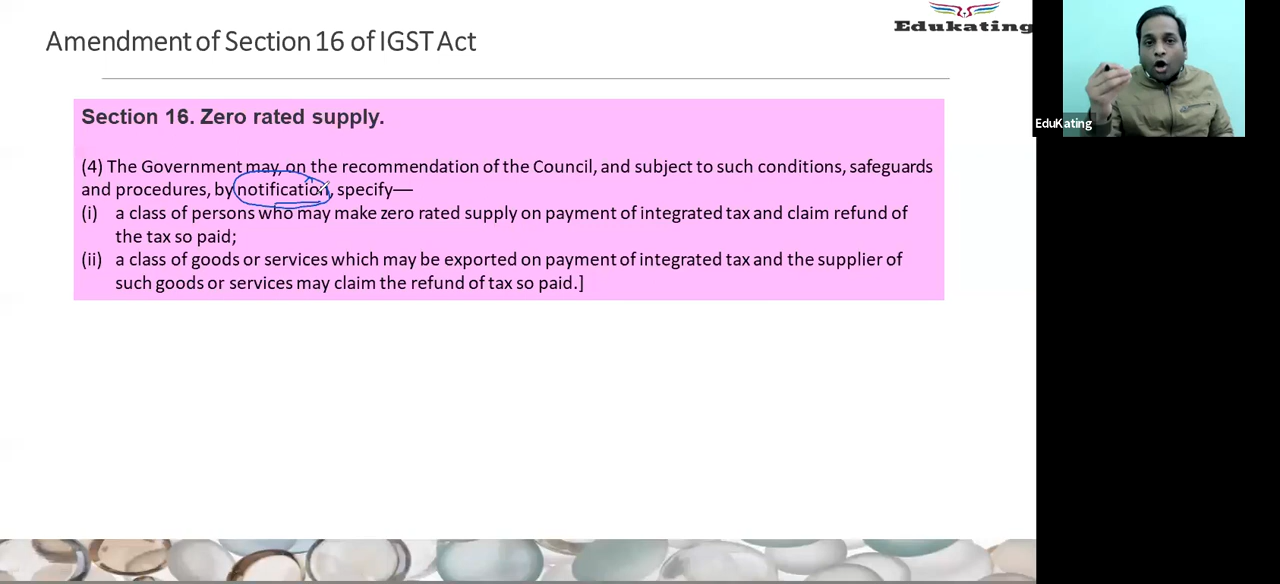 Amendment of Section 16 of IGST Act
Edukating
EduKating
Section 16. Zero rated supply.
(4) The Government may, on the recommendation of the Council, and subject to such conditions, safeguards
and procedures, by notification, specify—
(i) a class of persons who may make zero rated supply on payment of integrated tax and claim refund of
the tax so paid;
(ii) a class of goods or services which may be exported on payment of integrated tax and the supplier of
such goods or services may claim the refund of tax so paid.]